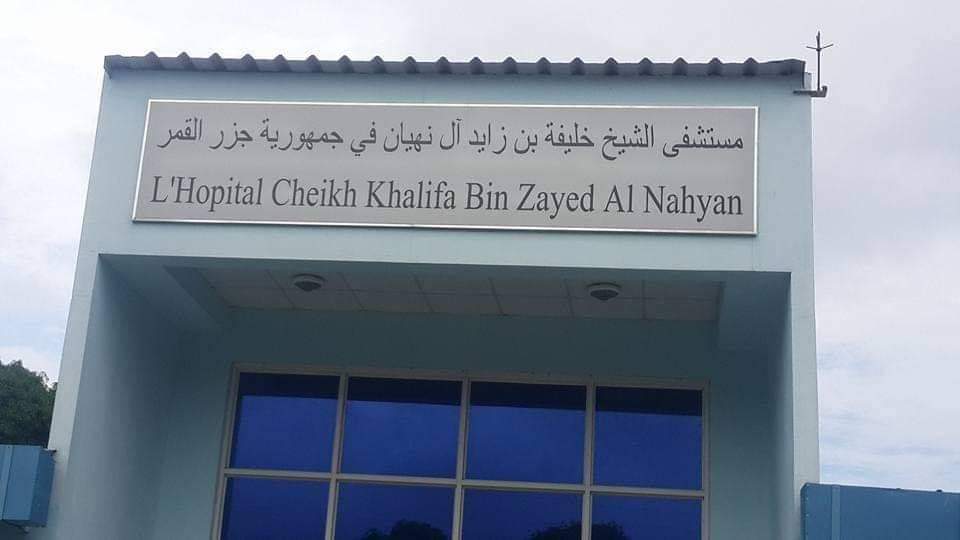 مستشفى الشيخ خليفة بن زايد آل نهيان في جمهورية جزر القمر
L'Hopital Cheikh Khalifa Bin Zayed Al Nahyan